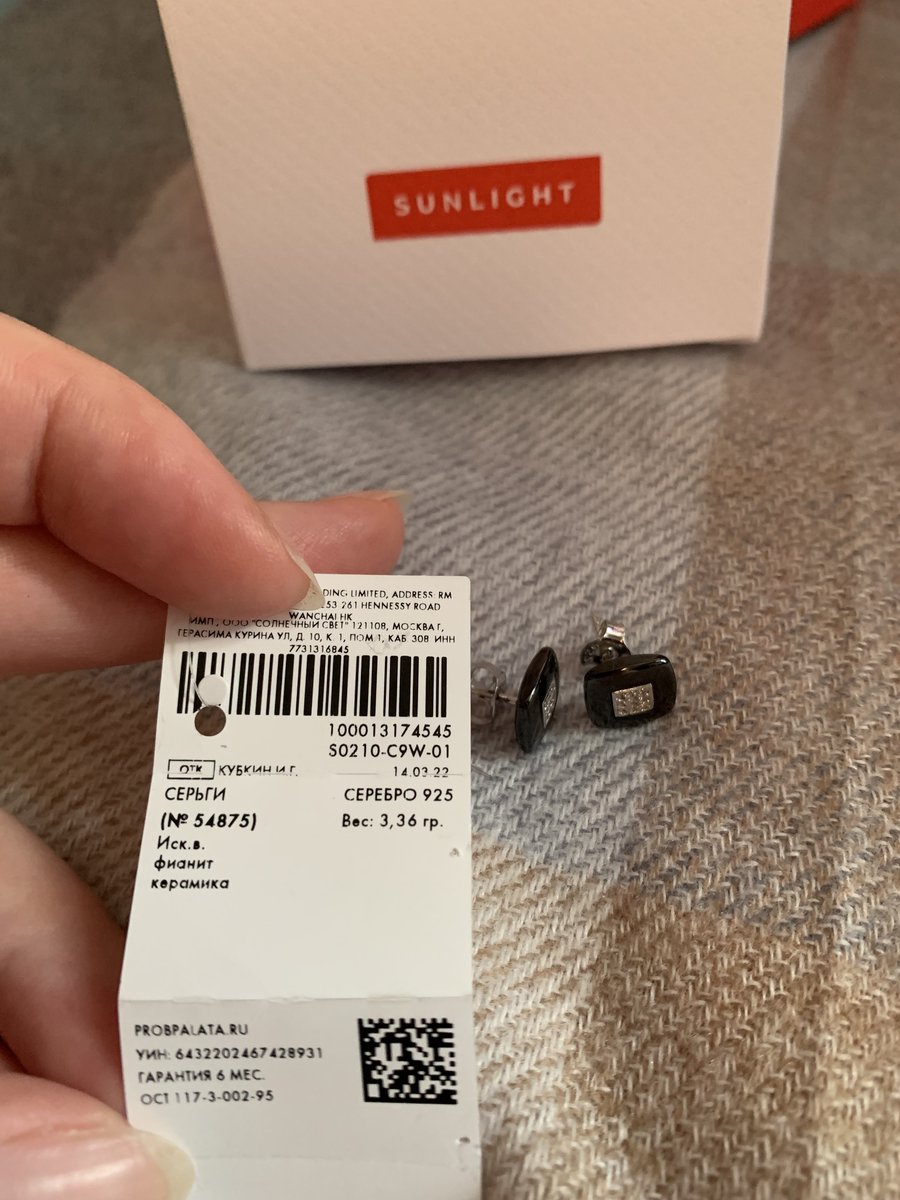 SUNLIGHT
DING LIMITED, ADDRESS: RM
253 261 HENNESSY ROAD
WANCHAI HK
ИМП., ООО "СОЛНЕЧНЫЙ СВЕТ" 121108, МОСКВА Г,
ГЕРАСИМА КУРИНА УЛ, Д. 10, К. 1, ПОМ 1, КАБ. 308 ИНН
7731316845
100013174545
S0210-C9W-01
ОТК КУБКИН И.Г. 14.03.22
СЕРЬГИ СЕРЕБРО 925
(№ 54875) Вес: 3,36 гр.
Иск.в.
фианит
керамика
PROBPALATA.RU
УИН: 6432202467428931
ГАРАНТИЯ 6 МЕС.
ОСТ 117-3-002-95